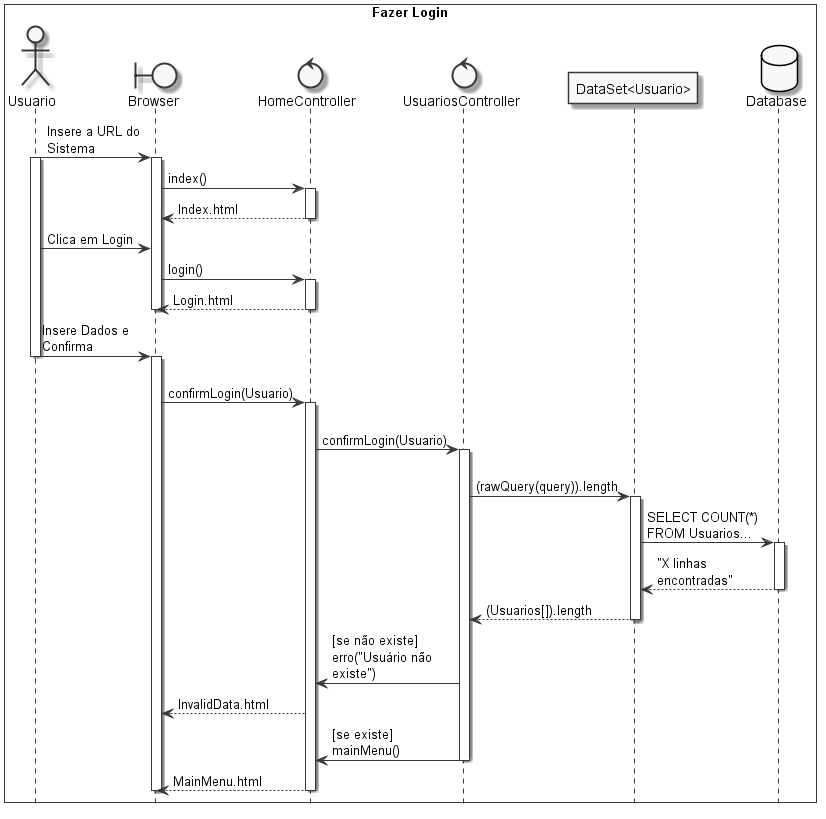 Fazer Login
Usuario
Browser
HomeController
UsuariosController
DataSet<Usuario>
Database
Insere a URL do
Sistema
index()
Index.html
Clica em Login
login()
Login.html
Insere Dados e
Confirma
confirmLogin(Usuario)
confirmLogin(Usuario)
(rawQuery(query)).length
SELECT COUNT(*)
FROM Usuarios...
"X linhas
encontradas"
(Usuarios[]).length
[se não existe]
erro("Usuário não
existe")
InvalidData.html
[se existe]
mainMenu()
MainMenu.html